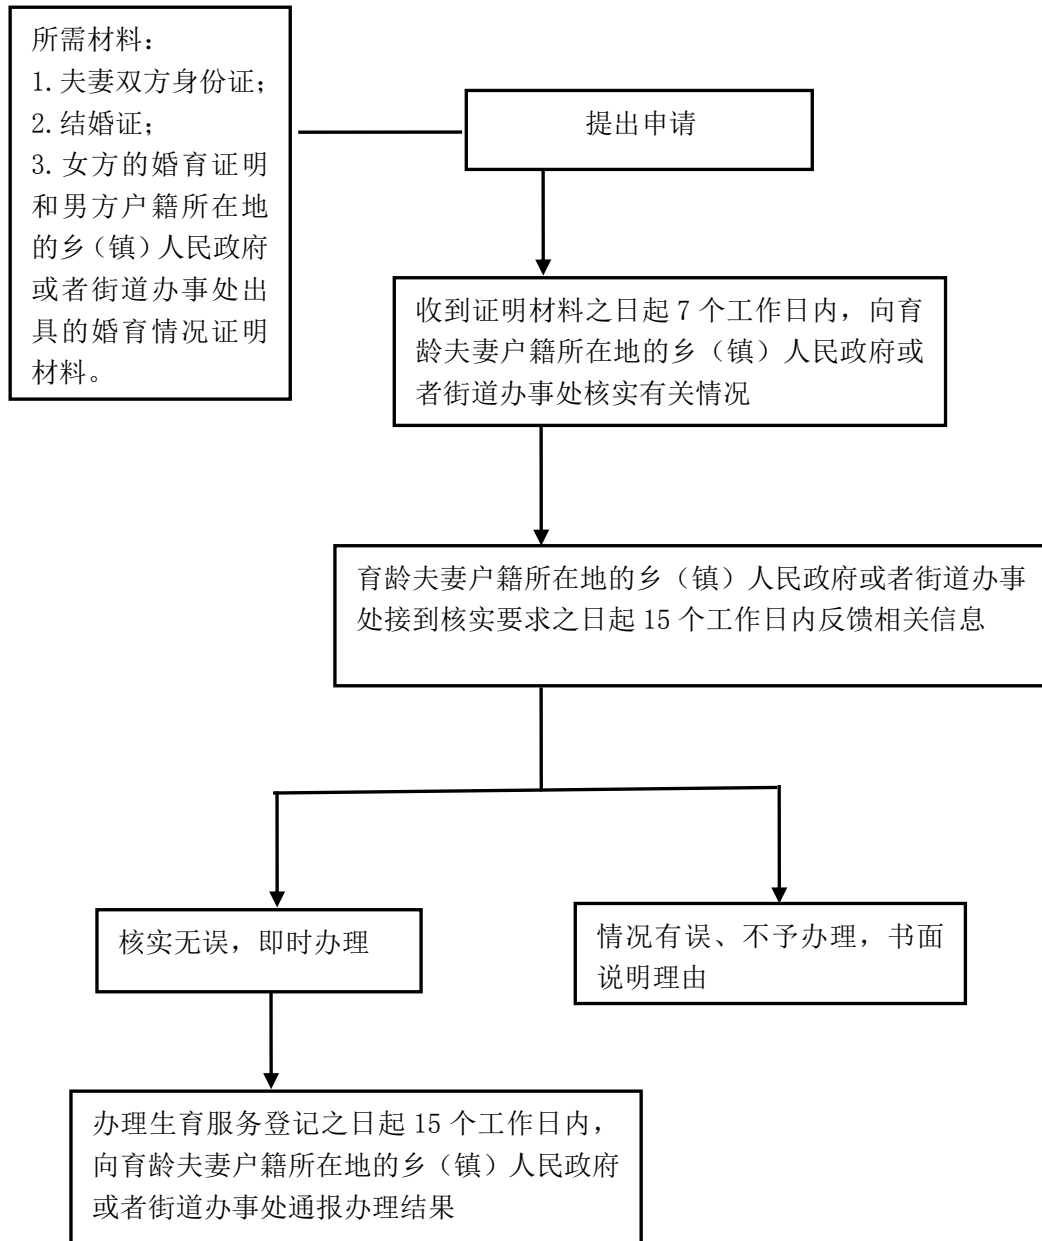 所需材料：
1.夫妻双方身份证；
2.结婚证；
3.女方的婚育证明
和男方户籍所在地
的乡（镇）人民政府
或者街道办事处出
具的婚育情况证明
材料。
提出申请
收到证明材料之日起 7 个工作日内，向育
龄夫妻户籍所在地的乡（镇）人民政府或
者街道办事处核实有关情况
育龄夫妻户籍所在地的乡（镇）人民政府或者街道办事
处接到核实要求之日起 15 个工作日内反馈相关信息
核实无误，即时办理
情况有误、不予办理，书面
说明理由
办理生育服务登记之日起 15 个工作日内，
向育龄夫妻户籍所在地的乡（镇）人民政府
或者街道办事处通报办理结果